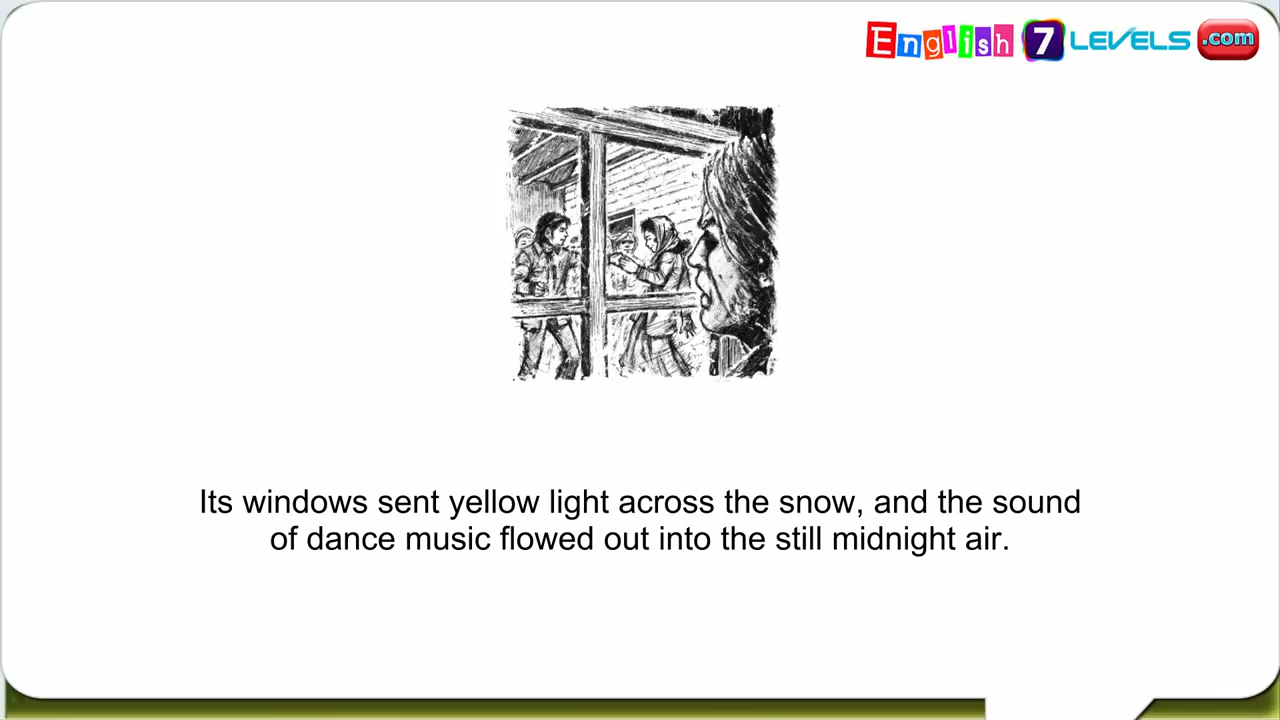 English 7 LEVELS .com
Its windows sent yellow light across the snow, and the sound
of dance music flowed out into the still midnight air.